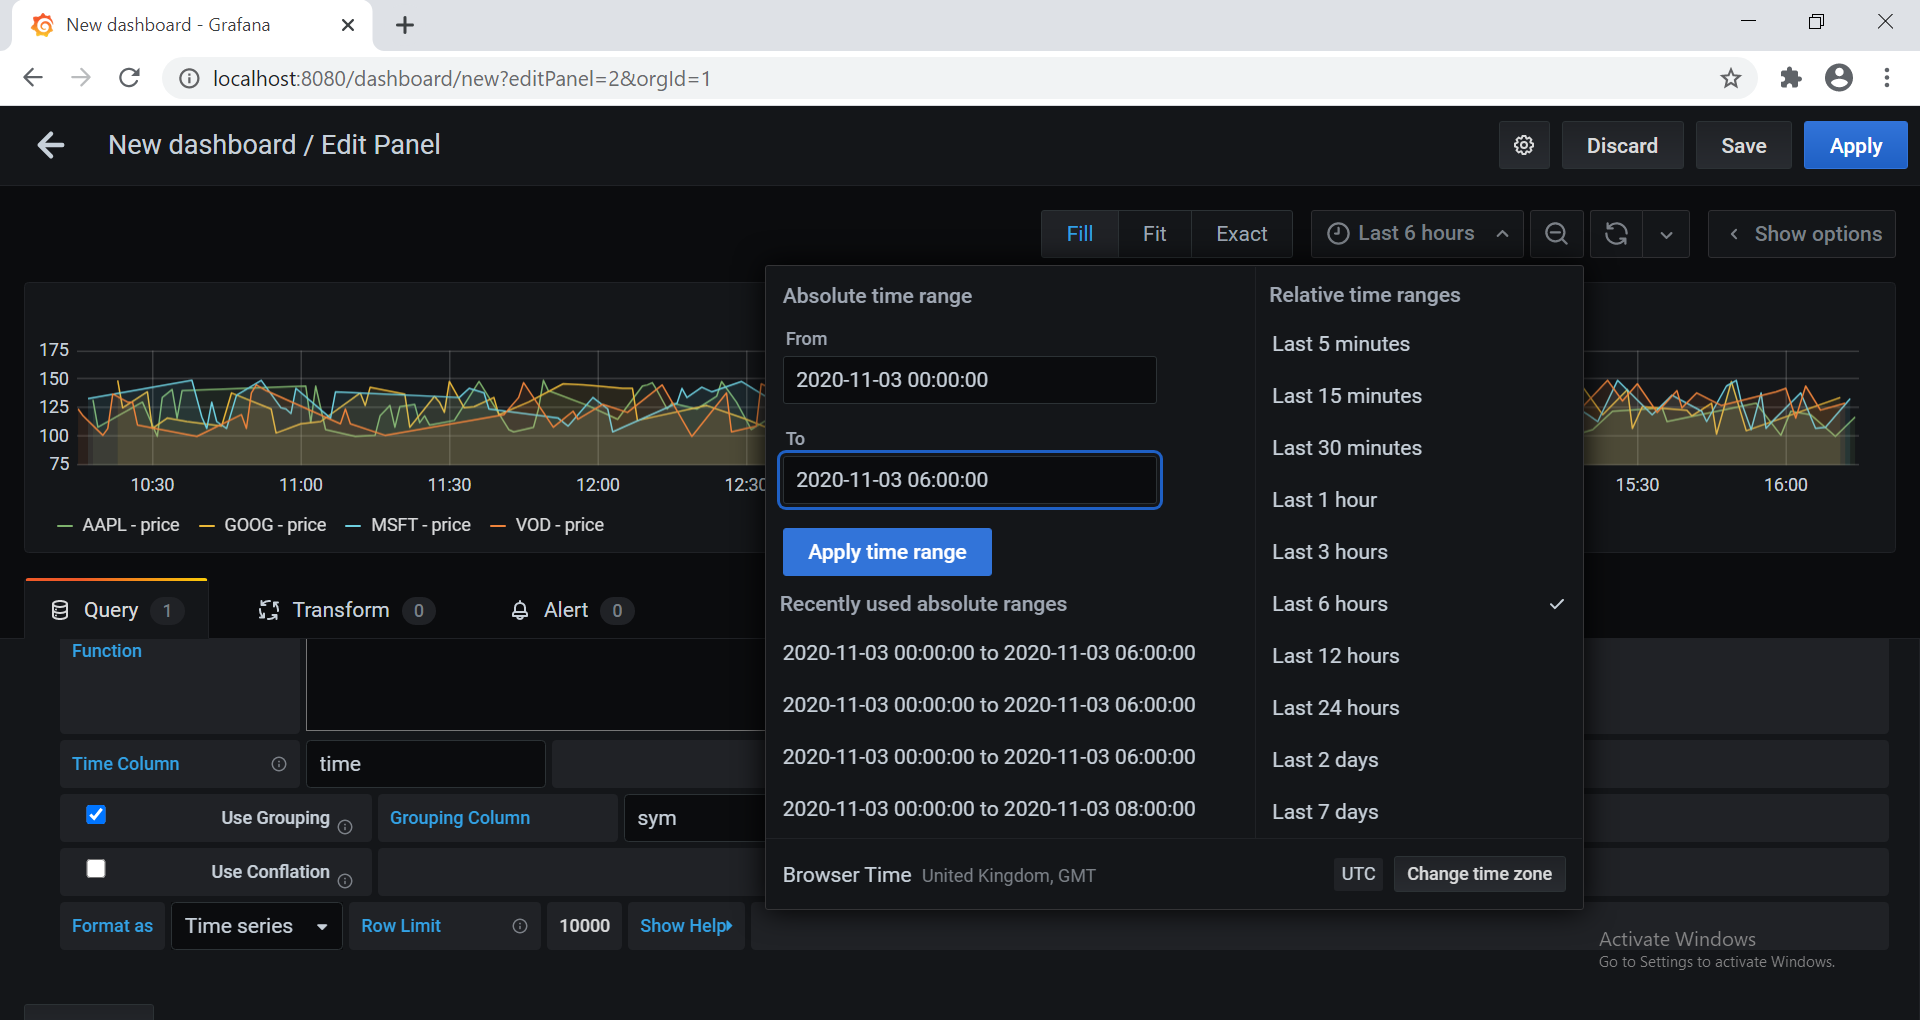 New dashboard - Grafana
localhost:8080/dashboard/new?editPanel=2&orgId=1
New dashboard / Edit Panel
Discard
Save
Apply
Fill
Fit
Exact
Last 6 hours
Show options
175
150
125
100
75
10:30
11:00
11:30
12:00
12:30
15:30
16:00
AAPL - price
GOOG - price
MSFT - price
VOD - price
Absolute time range
From
2020-11-03 00:00:00
To
2020-11-03 06:00:00
Apply time range
Recently used absolute ranges
2020-11-03 00:00:00 to 2020-11-03 06:00:00
2020-11-03 00:00:00 to 2020-11-03 06:00:00
2020-11-03 00:00:00 to 2020-11-03 06:00:00
2020-11-03 00:00:00 to 2020-11-03 08:00:00
Relative time ranges
Last 5 minutes
Last 15 minutes
Last 30 minutes
Last 1 hour
Last 3 hours
Last 6 hours
Last 12 hours
Last 24 hours
Last 2 days
Last 7 days
Browser Time United Kingdom, GMT
UTC
Change time zone
Query 1
Transform 0
Alert 0
Function
Time Column
time
Use Grouping
Grouping Column
sym
Use Conflation
Format as
Time series
Row Limit
10000
Show Help
Activate Windows
Go to Settings to activate Windows.